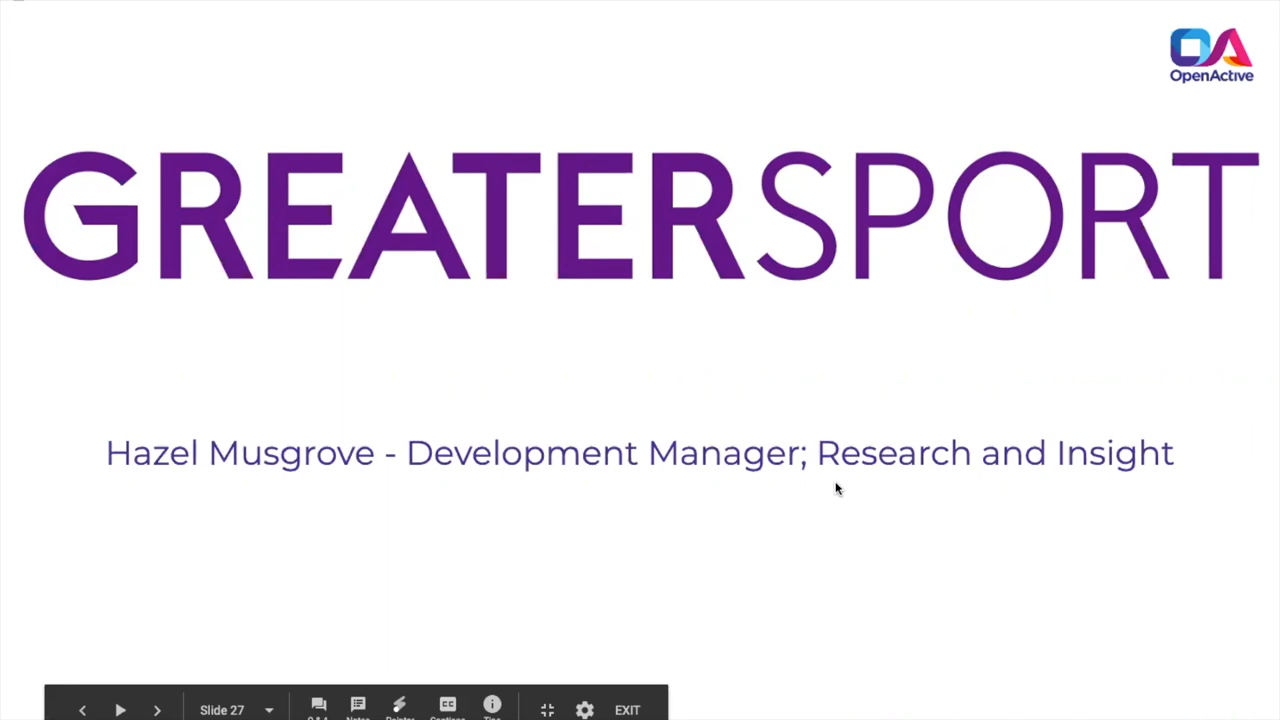 OpenActive
GREATERSPORT
Hazel Musgrove - Development Manager; Research and Insight
Slide 27
EXIT